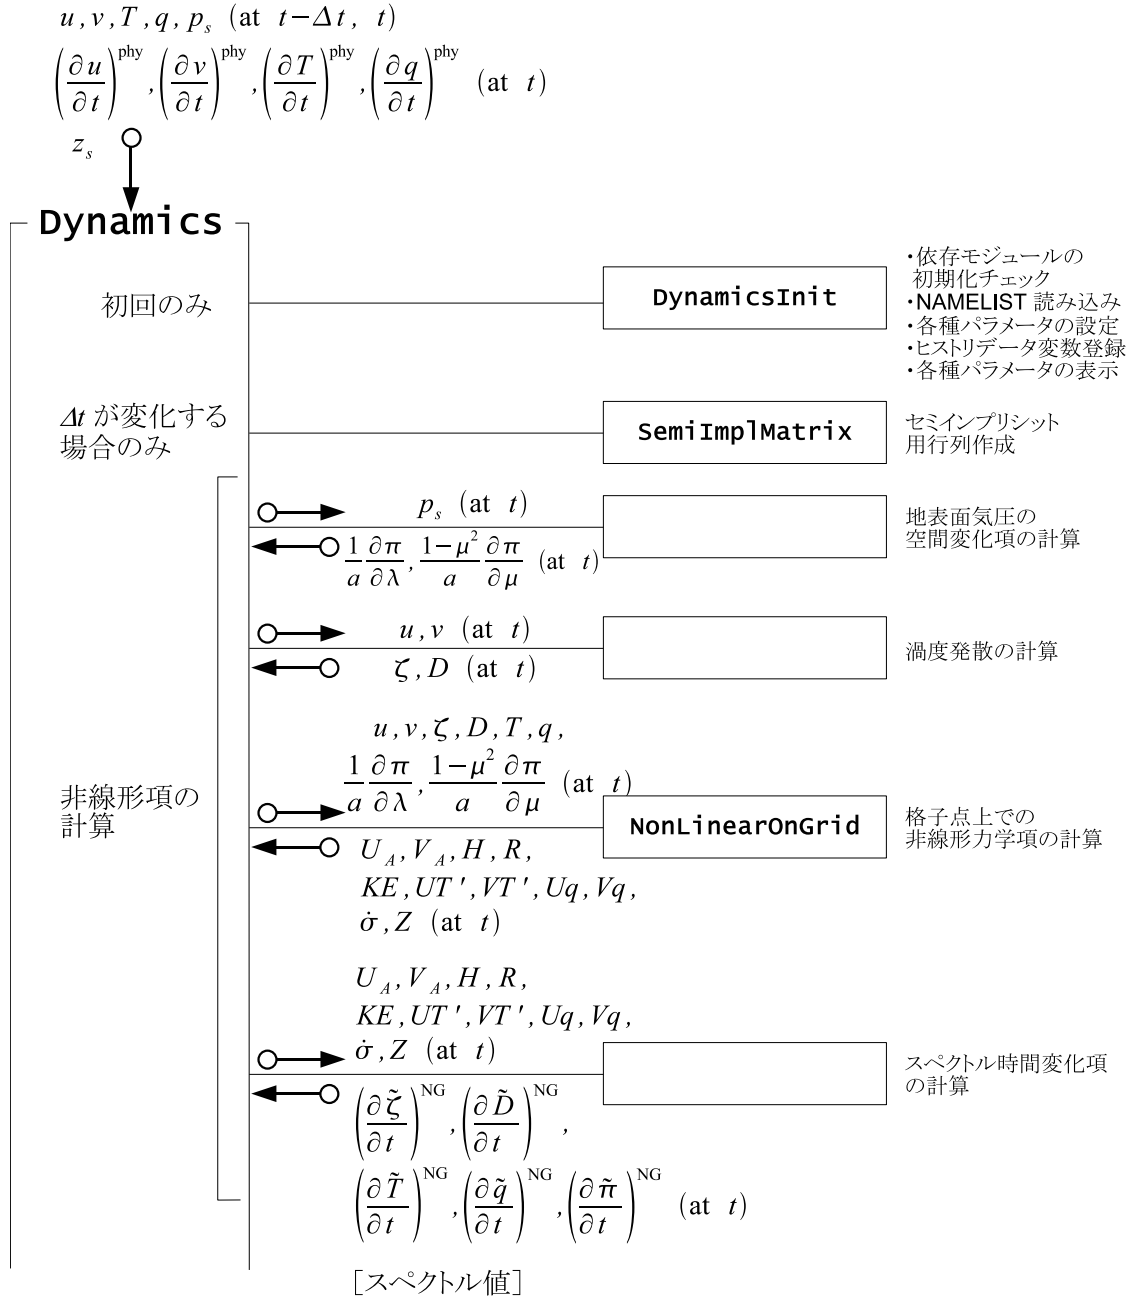 u, v, T, q, p_s (at t−Δt, t)
(∂u/∂t)^phy, (∂v/∂t)^phy, (∂T/∂t)^phy, (∂q/∂t)^phy (at t)
z_s
Dynamics
初回のみ
DynamicsInit
・依存モジュールの
初期化チェック
・NAMELIST 読み込み
・各種パラメータの設定
・ヒストリデータ変数登録
・各種パラメータの表示
Δt が変化する
場合のみ
SemiImplMatrix
セミインプリシット
用行列作成
p_s (at t)
1/a ∂π/∂λ, 1−μ²/a ∂π/∂μ (at t)
地表面気圧の
空間変化項の計算
u, v (at t)
ζ, D (at t)
渦度発散の計算
非線形項の
計算
u, v, ζ, D, T, q,
1/a ∂π/∂λ, 1−μ²/a ∂π/∂μ (at t)
NonLinearOnGrid
格子点上での
非線形力学項の計算
U_A, V_A, H, R,
KE, UT', VT', Uq, Vq,
σ̇, Z (at t)
U_A, V_A, H, R,
KE, UT', VT', Uq, Vq,
σ̇, Z (at t)
スペクトル時間変化項
の計算
(∂ζ̃/∂t)^NG, (∂D̃/∂t)^NG,
(∂T̃/∂t)^NG, (∂q̃/∂t)^NG, (∂π̃/∂t)^NG (at t)
[スペクトル値]